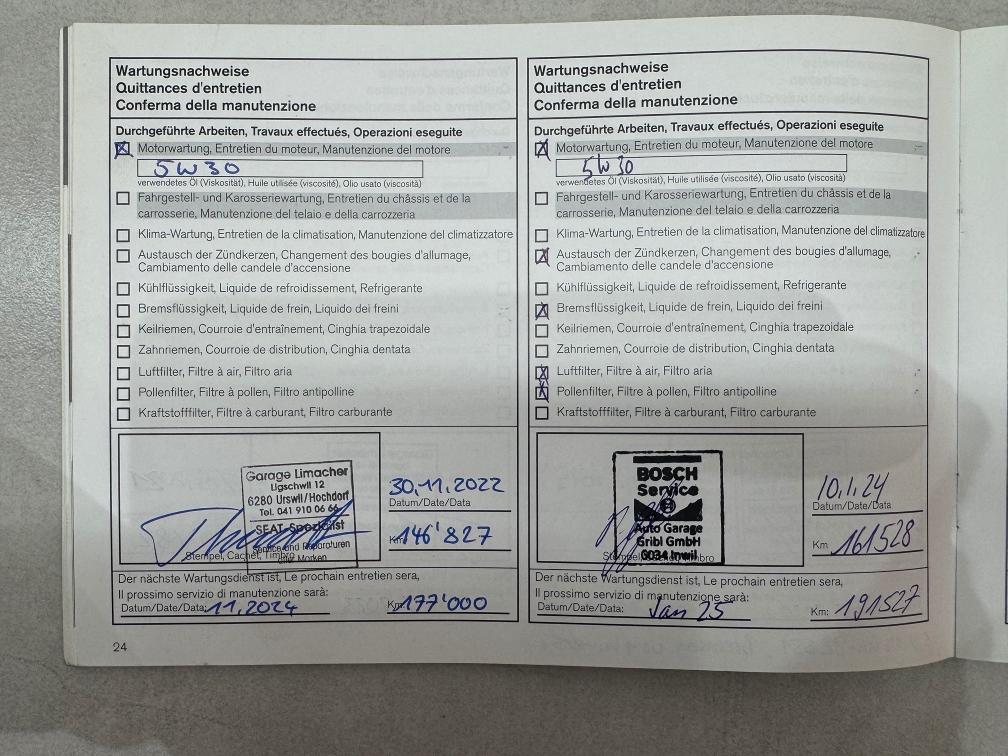 Wartungsnachweise
Quittances d'entretien
Conferma della manutenzione
Durchgeführte Arbeiten, Travaux effectués, Operazioni eseguite
Motorwartung, Entretien du moteur, Manutenzione del motore
5W30
verwendetes Öl (Viskosität), Huile utilisée (viscosité), Olio usato (viscosità)
Fahrgestell- und Karosseriewartung, Entretien du châssis et de la
carrosserie, Manutenzione del telaio e della carrozzeria
Klima-Wartung, Entretien de la climatisation, Manutenzione del climatizzatore
Austausch der Zündkerzen, Changement des bougies d'allumage,
Cambiamento delle candele d'accensione
Kühlflüssigkeit, Liquide de refroidissement, Refrigerante
Bremsflüssigkeit, Liquide de frein, Liquido dei freini
Keilriemen, Courroie d'entraînement, Cinghia trapezoidale
Zahnriemen, Courroie de distribution, Cinghia dentata
Luftfilter, Filtre à air, Filtro aria
Pollenfilter, Filtre à pollen, Filtro antipolline
Kraftstofffilter, Filtre à carburant, Filtro carburante
Garage Limacher
Ligschwil 12
6280 Urswil/Hochdorf
Tel. 041 910 06 66
SEAT-Spezialist
Service und Reparaturen
aller Marken
Stempel, Cachet, Timbro
30.11.2022
Datum/Date/Data
Km 146'827
Der nächste Wartungsdienst ist, Le prochain entretien sera,
Il prossimo servizio di manutenzione sarà:
Datum/Date/Data: 11.2024
Km: 177'000
24
Wartungsnachweise
Quittances d'entretien
Conferma della manutenzione
Durchgeführte Arbeiten, Travaux effectués, Operazioni eseguite
Motorwartung, Entretien du moteur, Manutenzione del motore
5W30
verwendetes Öl (Viskosität), Huile utilisée (viscosité), Olio usato (viscosità)
Fahrgestell- und Karosseriewartung, Entretien du châssis et de la
carrosserie, Manutenzione del telaio e della carrozzeria
Klima-Wartung, Entretien de la climatisation, Manutenzione del climatizzatore
Austausch der Zündkerzen, Changement des bougies d'allumage,
Cambiamento delle candele d'accensione
Kühlflüssigkeit, Liquide de refroidissement, Refrigerante
Bremsflüssigkeit, Liquide de frein, Liquido dei freini
Keilriemen, Courroie d'entraînement, Cinghia trapezoidale
Zahnriemen, Courroie de distribution, Cinghia dentata
Luftfilter, Filtre à air, Filtro aria
Pollenfilter, Filtre à pollen, Filtro antipolline
Kraftstofffilter, Filtre à carburant, Filtro carburante
BOSCH
Service
Auto Garage
Gribi GmbH
6034 Inwil
Stempel, Cachet, Timbro
10.1.24
Datum/Date/Data
Km 161528
Der nächste Wartungsdienst ist, Le prochain entretien sera,
Il prossimo servizio di manutenzione sarà:
Datum/Date/Data: Jan 25
Km: 191527